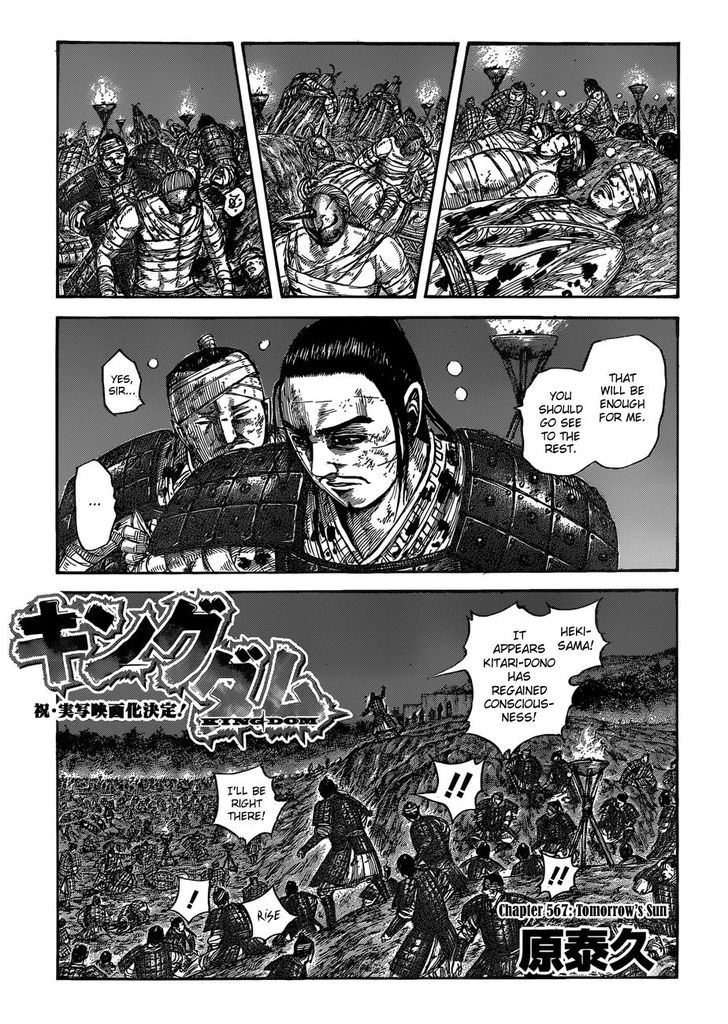 THAT
WILL BE
ENOUGH
FOR ME.
YOU
SHOULD
GO SEE
TO THE
REST.
YES,
SIR...
...
HEKI-
SAMA!
IT
APPEARS
KITARI-DONO
HAS
REGAINED
CONSCIOUS-
NESS!
キングダム
KINGDOM
祝・実写映画化決定!
!!
I'LL BE
RIGHT
THERE!
!!
!
RISE
Chapter 567: Tomorrow's Sun
原泰久